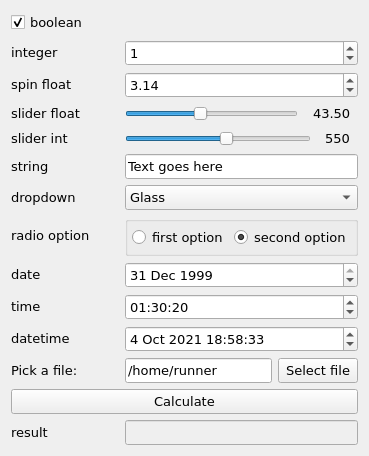 boolean
integer 1
spin float 3.14
slider float 43.50
slider int 550
string Text goes here
dropdown Glass
radio option first option second option
date 31 Dec 1999
time 01:30:20
datetime 4 Oct 2021 18:58:33
Pick a file: /home/runner Select file
Calculate
result